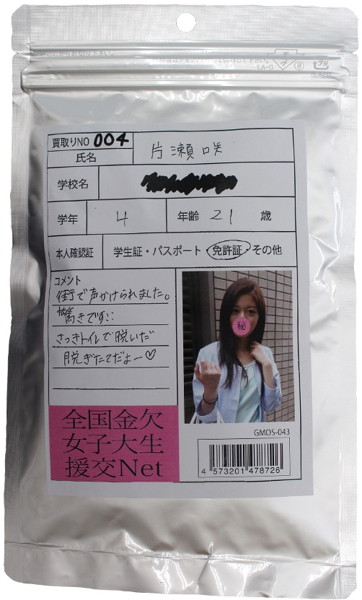 買取りNO 004
氏名 片瀬咲
学校名
学年 4 年齢 21 歳
本人確認証 学生証・パスポート・免許証・その他
コメント
街で声かけられました。
驚きです::
さっきトイレで脱いだ
脱ぎたてだよー♡
秘
全国金欠
女子大生
援交Net
GMDS-043
4 573201 478726